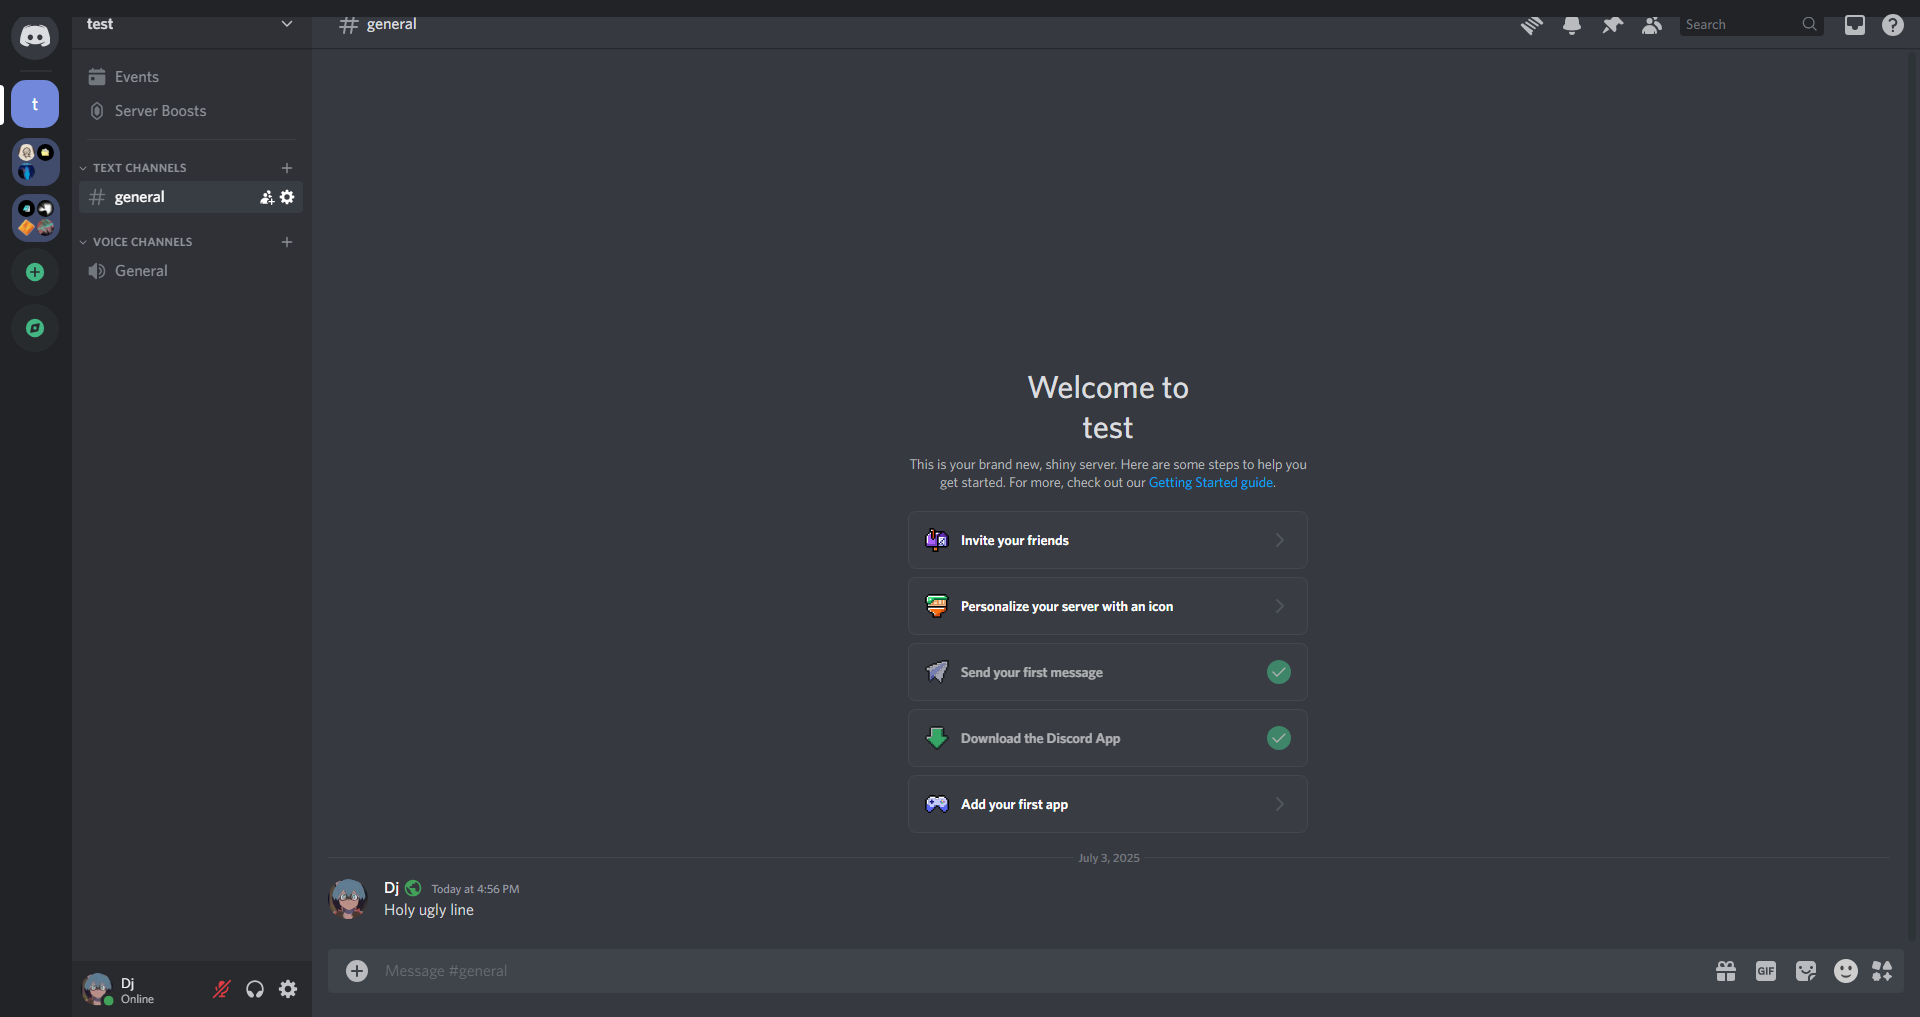 test
Events
Server Boosts
TEXT CHANNELS
general
VOICE CHANNELS
General
Dj
Online
t
general
Search
Welcome to
test
This is your brand new, shiny server. Here are some steps to help you
get started. For more, check out our Getting Started guide.
Invite your friends
Personalize your server with an icon
Send your first message
Download the Discord App
Add your first app
July 3, 2025
Dj Today at 4:56 PM
Holy ugly line
Message #general
GIF